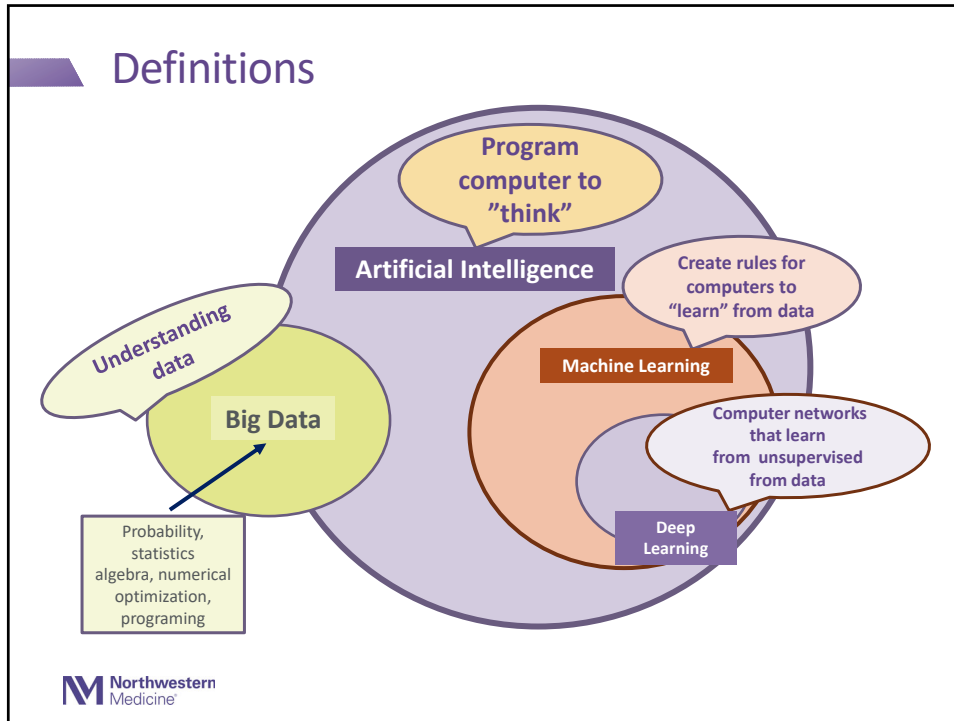 Definitions
Program
computer to
”think”
Artificial Intelligence
Create rules for
computers to
“learn” from data
Understanding
data
Machine Learning
Big Data
Computer networks
that learn
from unsupervised
from data
Deep
Learning
Probability,
statistics
algebra, numerical
optimization,
programing
NM Northwestern
Medicine®